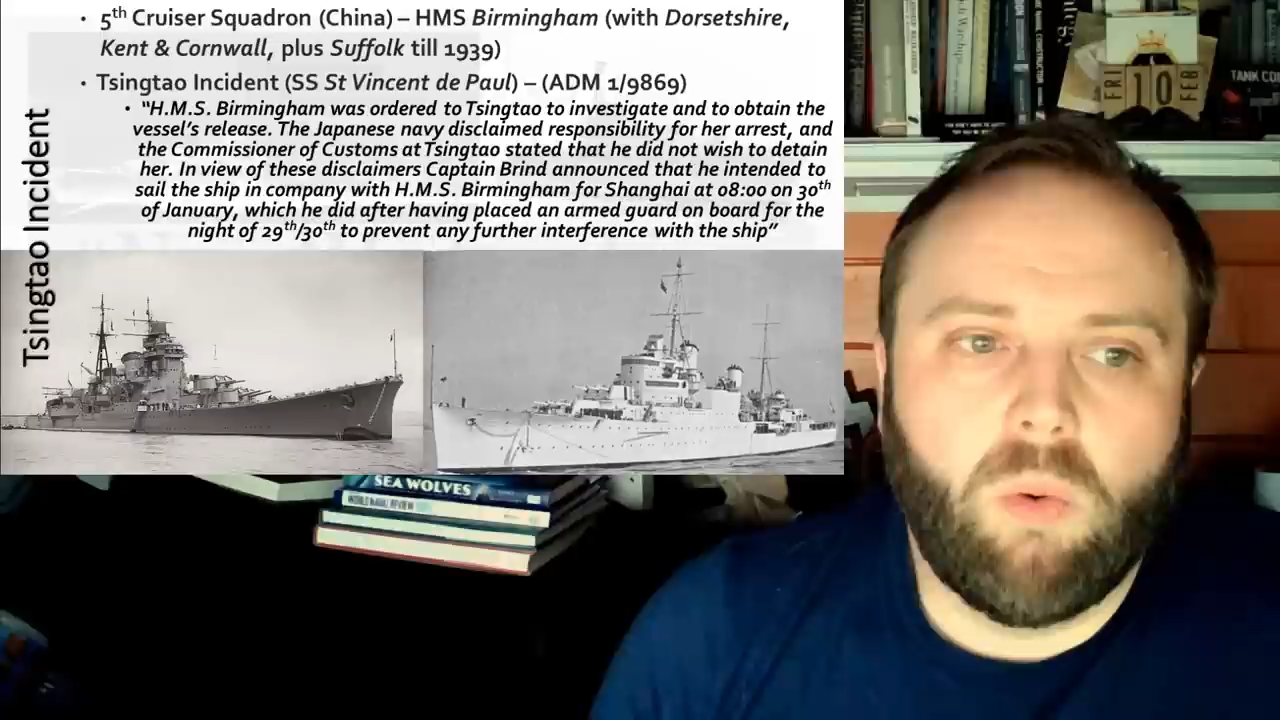 5th Cruiser Squadron (China) – HMS Birmingham (with Dorsetshire,
Kent & Cornwall, plus Suffolk till 1939)
Tsingtao Incident (SS St Vincent de Paul) – (ADM 1/9869)
"H.M.S. Birmingham was ordered to Tsingtao to investigate and to obtain the
vessel's release. The Japanese navy disclaimed responsibility for her arrest, and
the Commissioner of Customs at Tsingtao stated that he did not wish to detain
her. In view of these disclaimers Captain Brind announced that he intended to
sail the ship in company with H.M.S. Birmingham for Shanghai at 08:00 on 30th
of January, which he did after having placed an armed guard on board for the
night of 29th/30th to prevent any further interference with the ship"
Tsingtao Incident
FRI 10 FEB
TANK CO
SEA WOLVES
WORLD NAVAL REVIEW